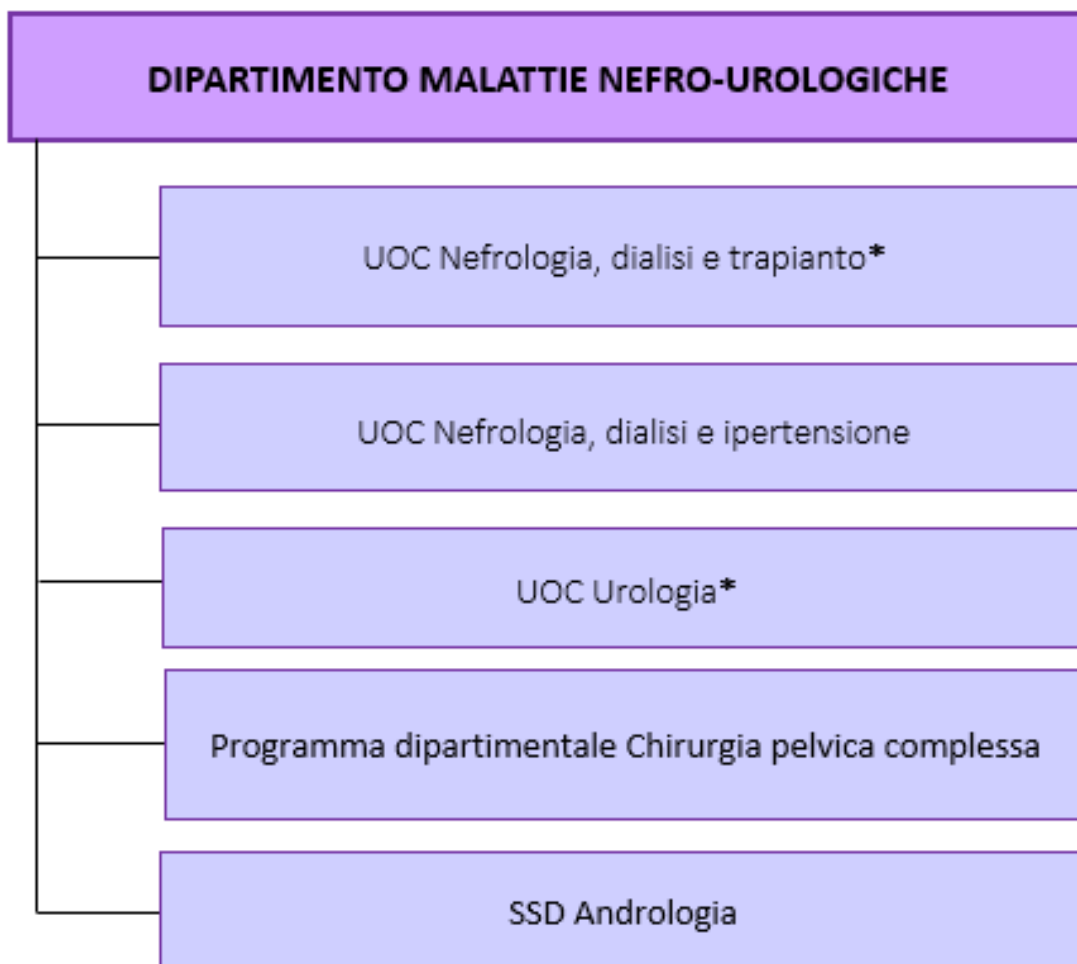 DIPARTIMENTO MALATTIE NEFRO-UROLOGICHE
UOC Nefrologia, dialisi e trapianto*
UOC Nefrologia, dialisi e ipertensione
UOC Urologia*
Programma dipartimentale Chirurgia pelvica complessa
SSD Andrologia